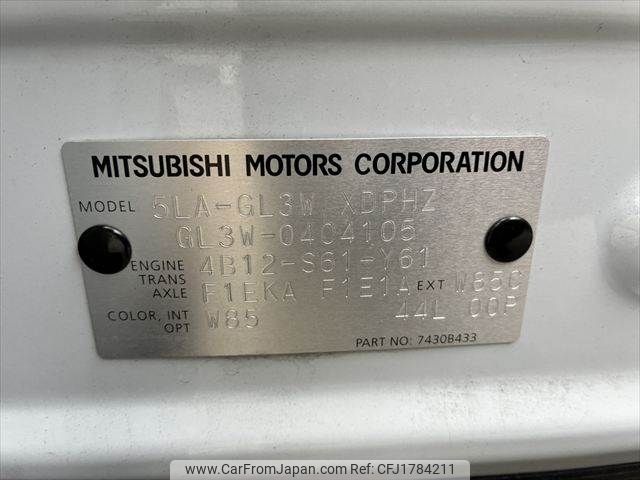 MITSUBISHI MOTORS CORPORATION
MODEL 5LA-GL3W XDPHZ
GL3W-0404105
ENGINE 4B12-S61-Y61
TRANS AXLE F1EKA F1E1A EXT W85C
COLOR, INT OPT W85 44L 00P
PART NO: 7430B433
www.CarFromJapan.com | Ref No: CFJ1784211